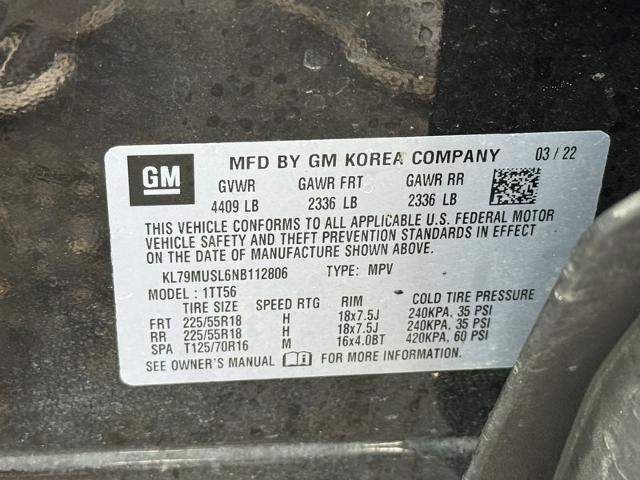 GM MFD BY GM KOREA COMPANY 03 / 22
GVWR GAWR FRT GAWR RR
4409 LB 2336 LB 2336 LB
THIS VEHICLE CONFORMS TO ALL APPLICABLE U.S. FEDERAL MOTOR
VEHICLE SAFETY AND THEFT PREVENTION STANDARDS IN EFFECT
ON THE DATE OF MANUFACTURE SHOWN ABOVE.
KL79MUSL6NB112806 TYPE: MPV
MODEL : 1TT56
TIRE SIZE SPEED RTG RIM COLD TIRE PRESSURE
FRT 225/55R18 H 18x7.5J 240KPA, 35 PSI
RR 225/55R18 H 18x7.5J 240KPA, 35 PSI
SPA T125/70R16 M 16x4.0BT 420KPA, 60 PSI
SEE OWNER'S MANUAL FOR MORE INFORMATION.